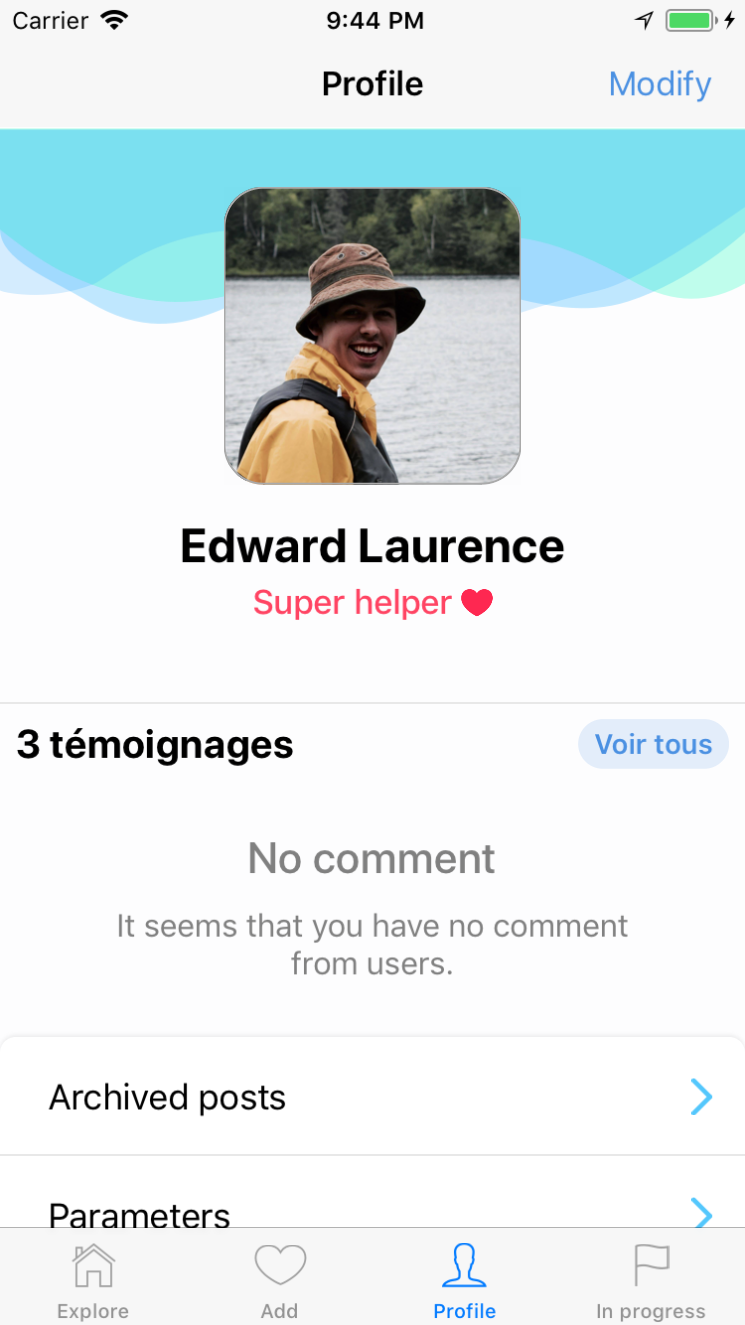 Carrier 9:44 PM
Profile Modify
Edward Laurence
Super helper
3 témoignages Voir tous
No comment
It seems that you have no comment
from users.
Archived posts
Parameters
Explore Add Profile In progress